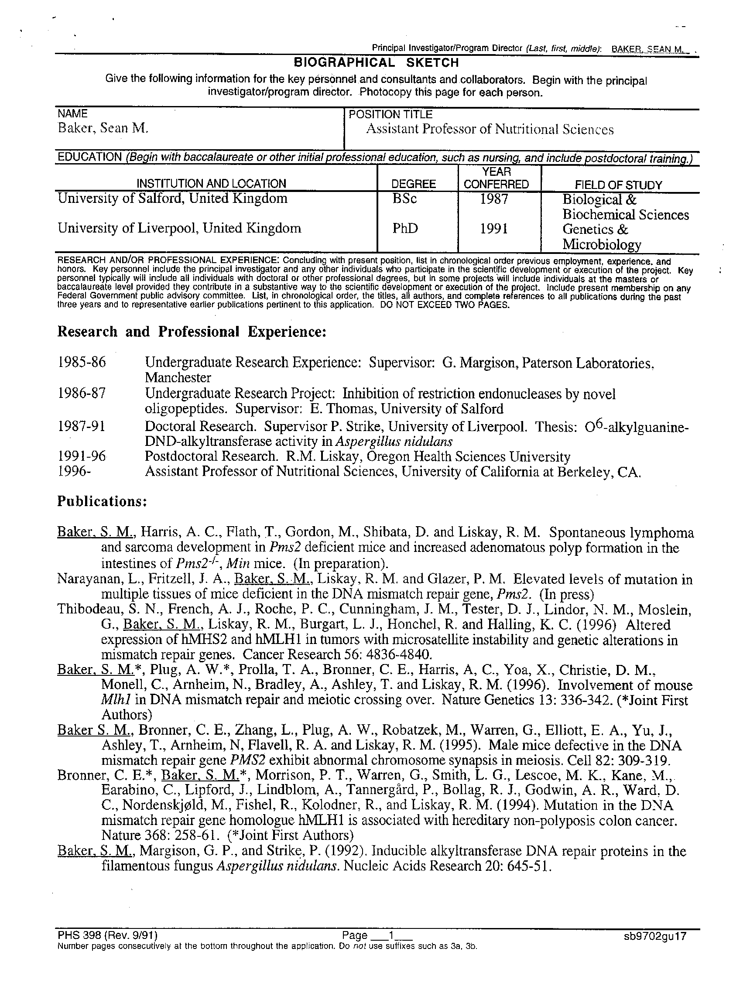 Principal Investigator/Program Director (Last, first, middle): BAKER, SEAN M.
BIOGRAPHICAL SKETCH
Give the following information for the key personnel and consultants and collaborators. Begin with the principal
investigator/program director. Photocopy this page for each person.
NAME
Baker, Sean M.
POSITION TITLE
Assistant Professor of Nutritional Sciences
EDUCATION (Begin with baccalaureate or other initial professional education, such as nursing, and include postdoctoral training.)
INSTITUTION AND LOCATION DEGREE YEAR CONFERRED FIELD OF STUDY
University of Salford, United Kingdom BSc 1987 Biological &
Biochemical Sciences
University of Liverpool, United Kingdom PhD 1991 Genetics &
Microbiology
RESEARCH AND/OR PROFESSIONAL EXPERIENCE: Concluding with present position, list in chronological order previous employment, experience, and
honors. Key personnel include the principal investigator and any other individuals who participate in the scientific development or execution of the project. Key
personnel typically will include all individuals with doctoral or other professional degrees, but in some projects will include individuals at the masters or
baccalaureate level provided they contribute in a substantive way to the scientific development or execution of the project. Include present membership on any
Federal Government public advisory committee. List, in chronological order, the titles, all authors, and complete references to all publications during the past
three years and to representative earlier publications pertinent to this application. DO NOT EXCEED TWO PAGES.
Research and Professional Experience:
1985-86 Undergraduate Research Experience: Supervisor: G. Margison, Paterson Laboratories,
Manchester
1986-87 Undergraduate Research Project: Inhibition of restriction endonucleases by novel
oligopeptides. Supervisor: E. Thomas, University of Salford
1987-91 Doctoral Research. Supervisor P. Strike, University of Liverpool. Thesis: O6-alkylguanine-
DND-alkyltransferase activity in Aspergillus nidulans
1991-96 Postdoctoral Research. R.M. Liskay, Oregon Health Sciences University
1996- Assistant Professor of Nutritional Sciences, University of California at Berkeley, CA.
Publications:
Baker, S. M., Harris, A. C., Flath, T., Gordon, M., Shibata, D. and Liskay, R. M. Spontaneous lymphoma
and sarcoma development in Pms2 deficient mice and increased adenomatous polyp formation in the
intestines of Pms2-/-, Min mice. (In preparation).
Narayanan, L., Fritzell, J. A., Baker, S. M., Liskay, R. M. and Glazer, P. M. Elevated levels of mutation in
multiple tissues of mice deficient in the DNA mismatch repair gene, Pms2. (In press)
Thibodeau, S. N., French, A. J., Roche, P. C., Cunningham, J. M., Tester, D. J., Lindor, N. M., Moslein,
G., Baker, S. M., Liskay, R. M., Burgart, L. J., Honchel, R. and Halling, K. C. (1996) Altered
expression of hMHS2 and hMLH1 in tumors with microsatellite instability and genetic alterations in
mismatch repair genes. Cancer Research 56: 4836-4840.
Baker, S. M.*, Plug, A. W.*, Prolla, T. A., Bronner, C. E., Harris, A, C., Yoa, X., Christie, D. M.,
Monell, C., Arnheim, N., Bradley, A., Ashley, T. and Liskay, R. M. (1996). Involvement of mouse
Mlh1 in DNA mismatch repair and meiotic crossing over. Nature Genetics 13: 336-342. (*Joint First
Authors)
Baker S. M., Bronner, C. E., Zhang, L., Plug, A. W., Robatzek, M., Warren, G., Elliott, E. A., Yu, J.,
Ashley, T., Arnheim, N, Flavell, R. A. and Liskay, R. M. (1995). Male mice defective in the DNA
mismatch repair gene PMS2 exhibit abnormal chromosome synapsis in meiosis. Cell 82: 309-319.
Bronner, C. E.*, Baker, S. M.*, Morrison, P. T., Warren, G., Smith, L. G., Lescoe, M. K., Kane, M.,
Earabino, C., Lipford, J., Lindblom, A., Tannergård, P., Bollag, R. J., Godwin, A. R., Ward, D.
C., Nordenskjøld, M., Fishel, R., Kolodner, R., and Liskay, R. M. (1994). Mutation in the DNA
mismatch repair gene homologue hMLH1 is associated with hereditary non-polyposis colon cancer.
Nature 368: 258-61. (*Joint First Authors)
Baker, S. M., Margison, G. P., and Strike, P. (1992). Inducible alkyltransferase DNA repair proteins in the
filamentous fungus Aspergillus nidulans. Nucleic Acids Research 20: 645-51.
PHS 398 (Rev. 9/91) Page 1 sb9702gu17
Number pages consecutively at the bottom throughout the application. Do not use suffixes such as 3a, 3b.